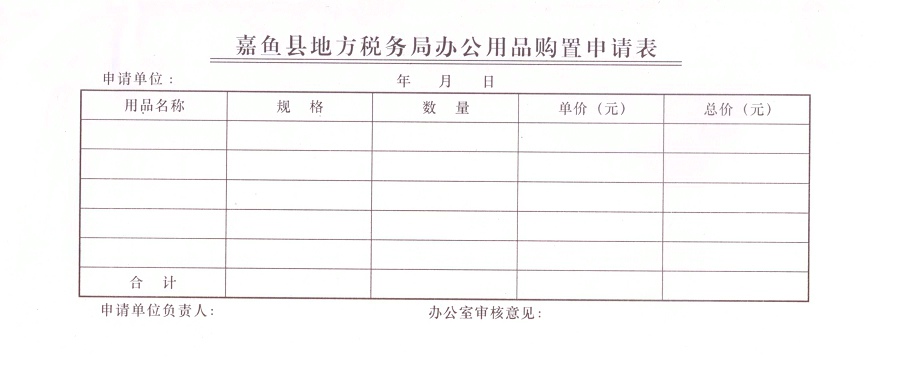 嘉鱼县地方税务局办公用品购置申请表
申请单位： 年 月 日
用品名称 规 格 数 量 单价（元） 总价（元）
合 计
申请单位负责人： 办公室审核意见：